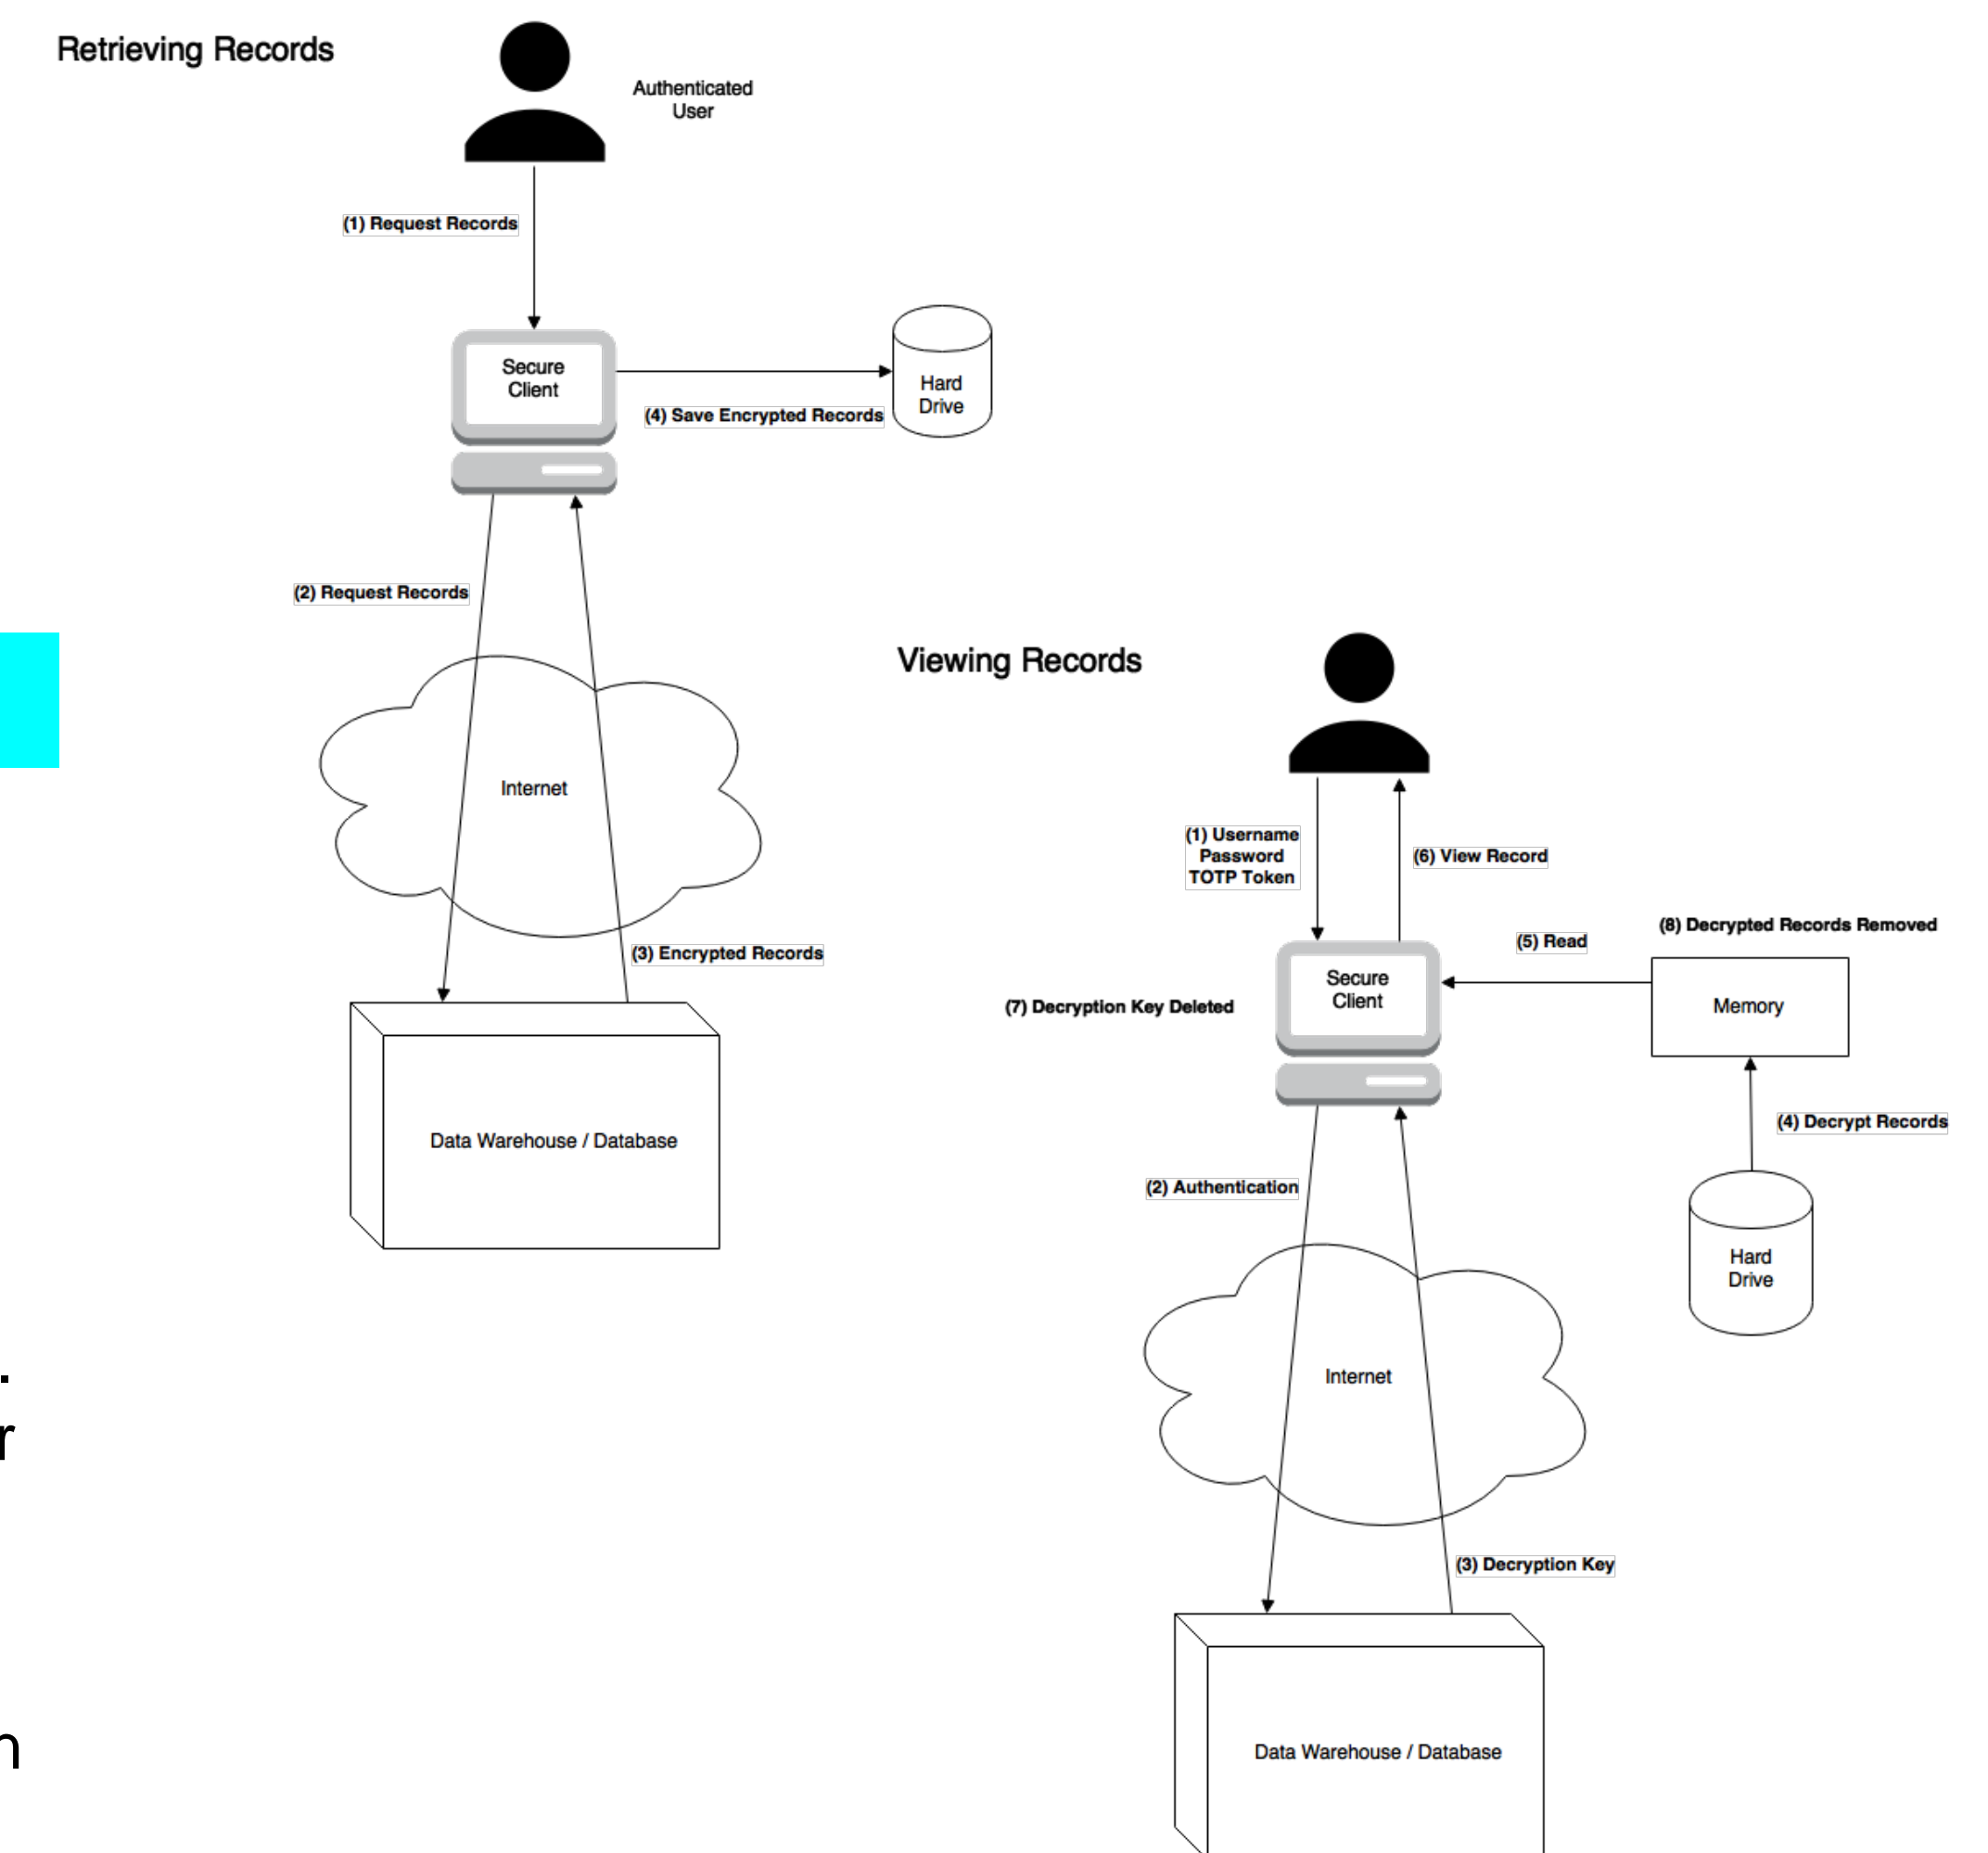 Retrieving Records
Authenticated
User
(1) Request Records
Secure
Client
Hard
Drive
(4) Save Encrypted Records
(2) Request Records
Internet
(3) Encrypted Records
Data Warehouse / Database
Viewing Records
(1) Username
Password
TOTP Token
(6) View Record
(8) Decrypted Records Removed
(5) Read
Secure
Client
(7) Decryption Key Deleted
Memory
(4) Decrypt Records
(2) Authentication
Hard
Drive
Internet
(3) Decryption Key
Data Warehouse / Database
.
r
n